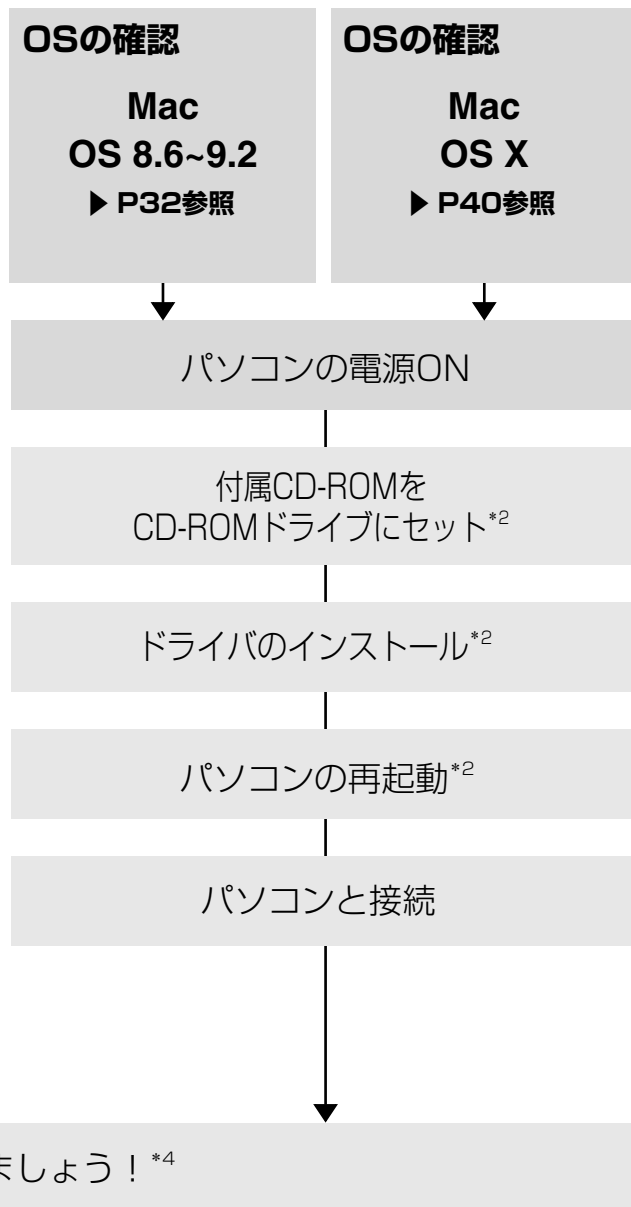 OSの確認
Mac
OS 8.6~9.2
▶ P32参照
OSの確認
Mac
OS X
▶ P40参照
パソコンの電源ON
付属CD-ROMを
CD-ROMドライブにセット*2
ドライバのインストール*2
パソコンの再起動*2
パソコンと接続
ましょう！*4